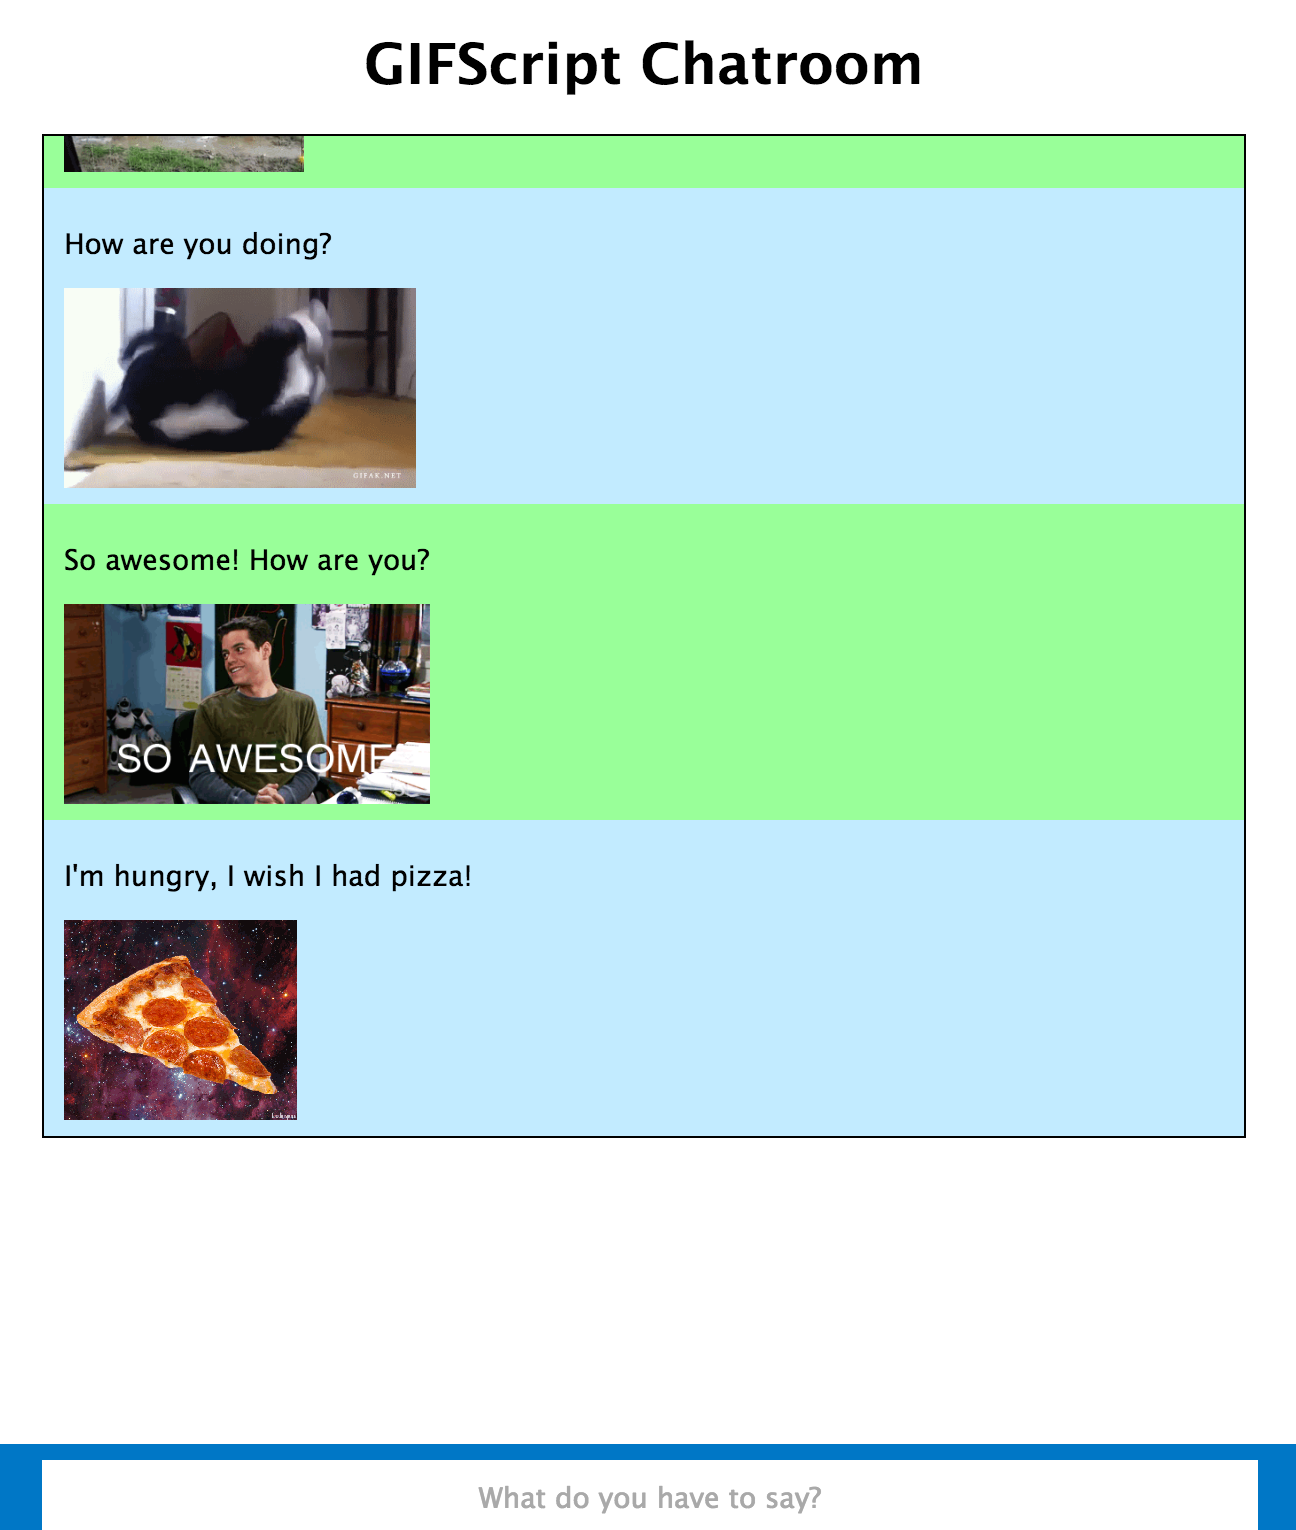 GIFScript Chatroom
How are you doing?
GIFAK.NET
So awesome! How are you?
SO AWESOME
I'm hungry, I wish I had pizza!
What do you have to say?